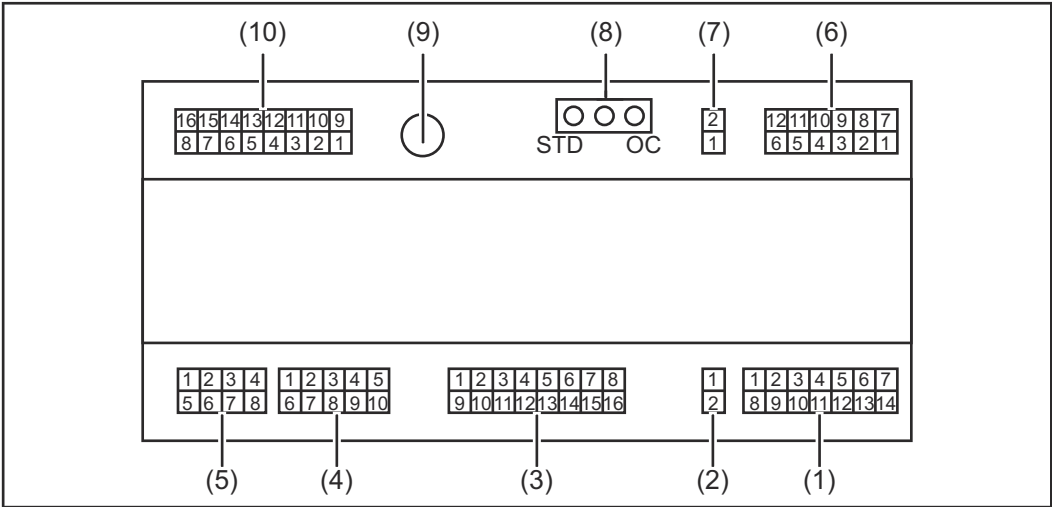 (10) (9) (8) (7) (6)
16 15 14 13 12 11 10 9
8 7 6 5 4 3 2 1
STD OC
2
1
12 11 10 9 8 7
6 5 4 3 2 1
1 2 3 4
5 6 7 8
1 2 3 4 5
6 7 8 9 10
1 2 3 4 5 6 7 8
9 10 11 12 13 14 15 16
1
2
1 2 3 4 5 6 7
8 9 10 11 12 13 14
(5) (4) (3) (2) (1)